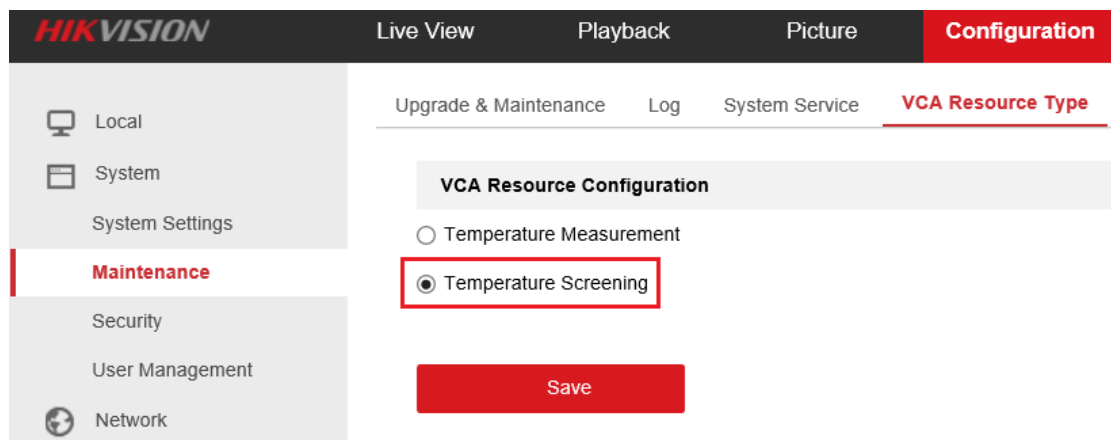 HIKVISION Live View Playback Picture Configuration
Upgrade & Maintenance Log System Service VCA Resource Type
Local
System
System Settings
Maintenance
Security
User Management
Network
VCA Resource Configuration
Temperature Measurement
Temperature Screening
Save